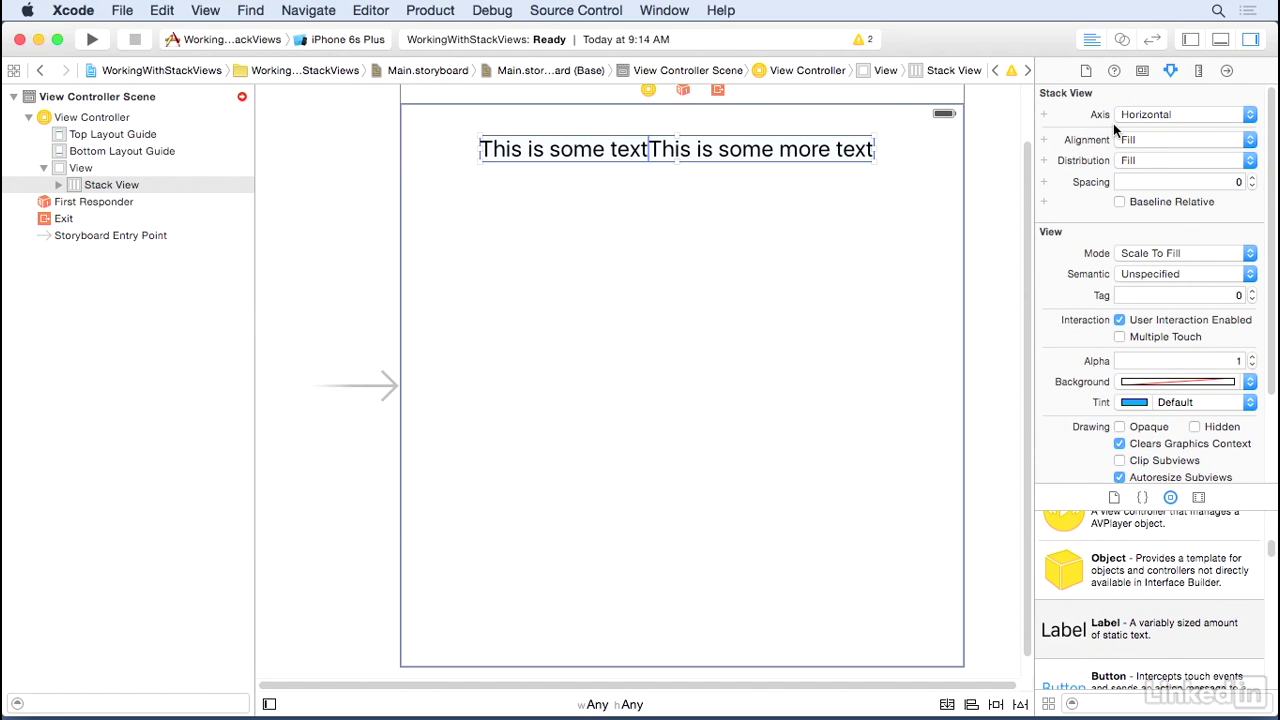 Xcode File Edit View Find Navigate Editor Product Debug Source Control Window Help
Working...ackViews iPhone 6s Plus WorkingWithStackViews: Ready Today at 9:14 AM 2
WorkingWithStackViews Working...StackViews Main.storyboard Main.stor...ard (Base) View Controller Scene View Controller View Stack View
View Controller Scene
View Controller
Top Layout Guide
Bottom Layout Guide
View
Stack View
First Responder
Exit
Storyboard Entry Point
This is some textThis is some more text
wAny hAny
Stack View
Axis Horizontal
Alignment Fill
Distribution Fill
Spacing 0
Baseline Relative
View
Mode Scale To Fill
Semantic Unspecified
Tag 0
Interaction User Interaction Enabled
Multiple Touch
Alpha 1
Background
Tint Default
Drawing Opaque Hidden
Clears Graphics Context
Clip Subviews
Autoresize Subviews
A view controller that manages a
AVPlayer object.
Object - Provides a template for
objects and controllers not directly
available in Interface Builder.
Label Label - A variably sized amount
of static text.
Button Button - Intercepts touch events
and sends an action message to a
LinkedIn